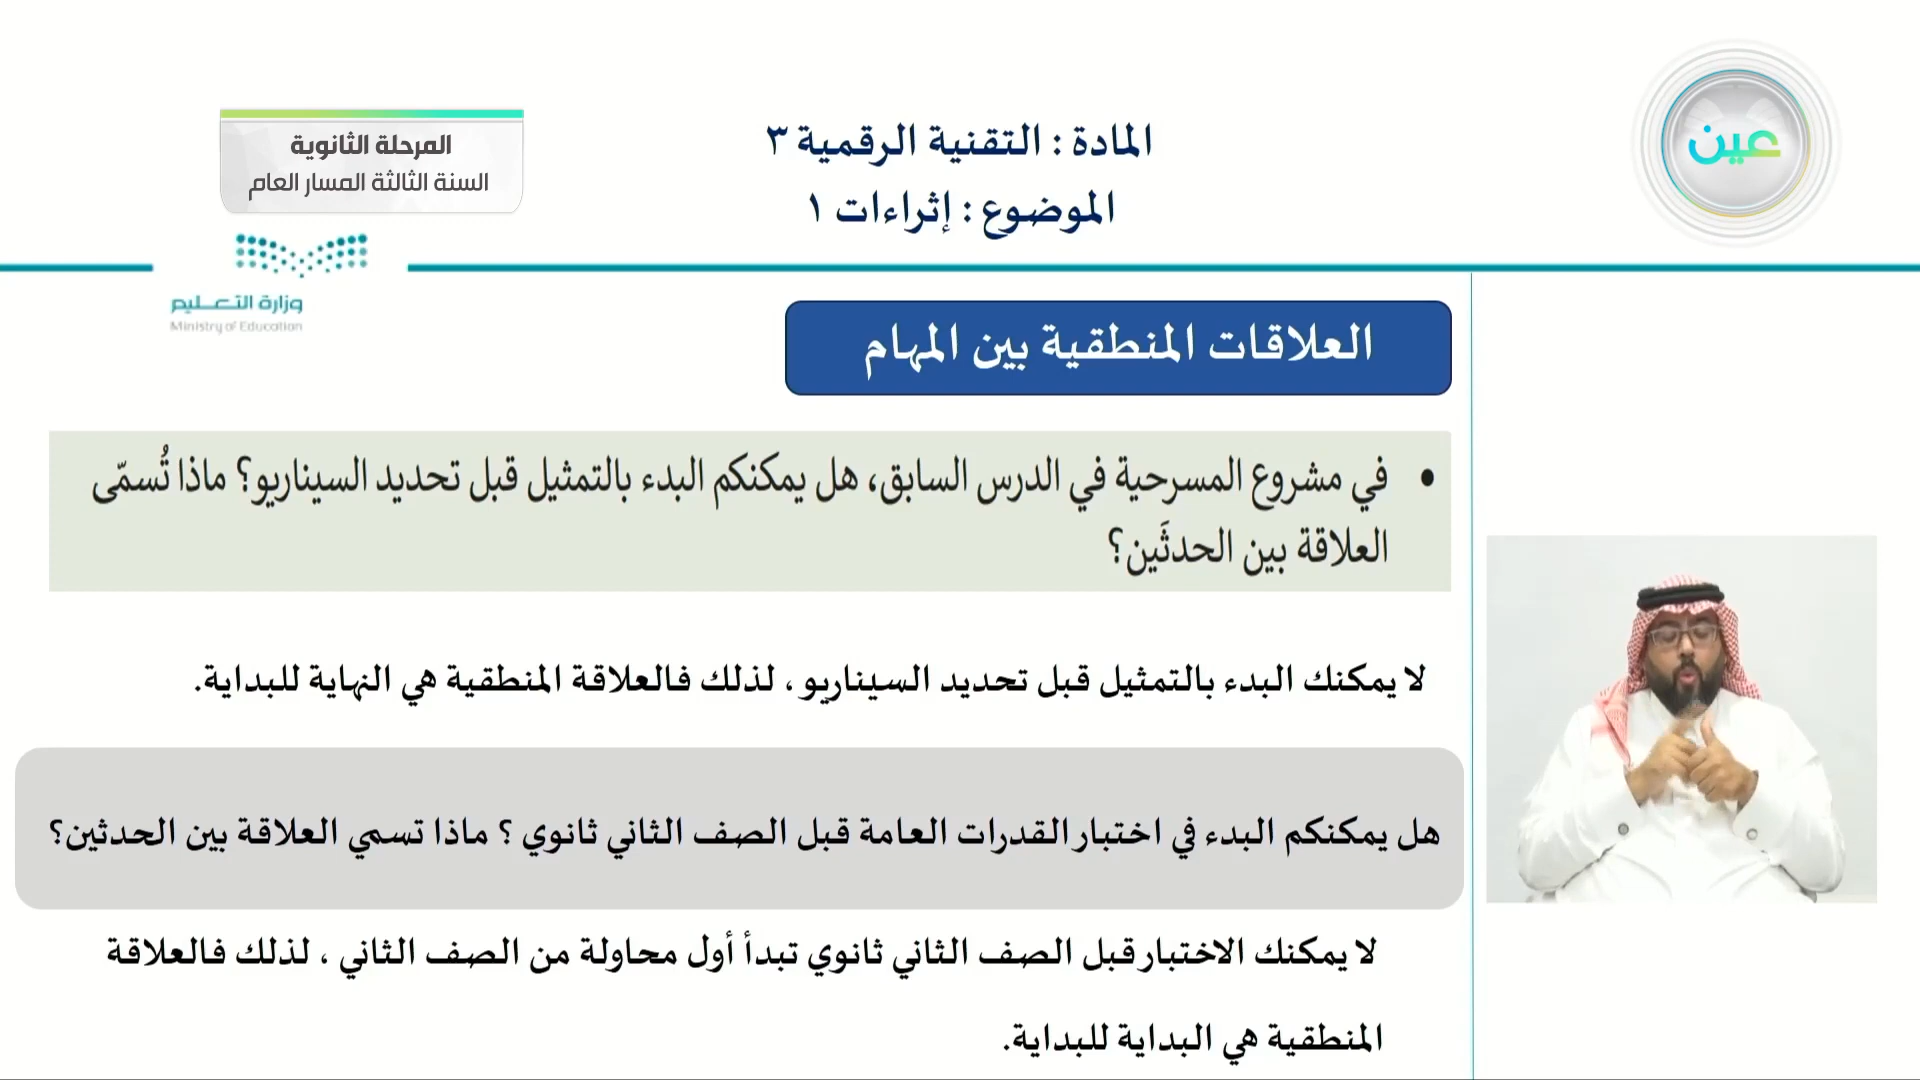 المرحلة الثانوية
السنة الثالثة المسار العام
المادة : التقنية الرقمية ٣
الموضوع : إثراءات ١
عين
وزارة التعليم
Ministry of Education
العلاقات المنطقية بين المهام
• في مشروع المسرحية في الدرس السابق، هل يمكنكم البدء بالتمثيل قبل تحديد السيناريو؟ ماذا تُسمّى
العلاقة بين الحدثَين؟
لا يمكنك البدء بالتمثيل قبل تحديد السيناريو ، لذلك فالعلاقة المنطقية هي النهاية للبداية.
هل يمكنكم البدء في اختبار القدرات العامة قبل الصف الثاني ثانوي ؟ ماذا تسمي العلاقة بين الحدثين؟
لا يمكنك الاختبار قبل الصف الثاني ثانوي تبدأ أول محاولة من الصف الثاني ، لذلك فالعلاقة
المنطقية هي البداية للبداية.